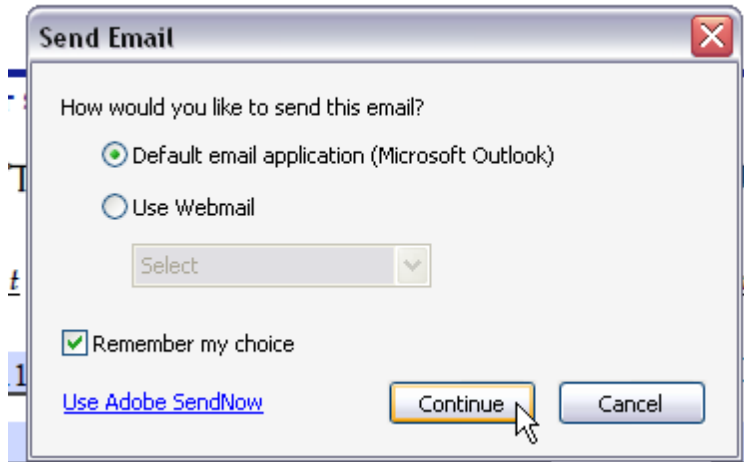 Send Email
How would you like to send this email?
Default email application (Microsoft Outlook)
Use Webmail
Select
Remember my choice
Use Adobe SendNow
Continue
Cancel
T
t
1